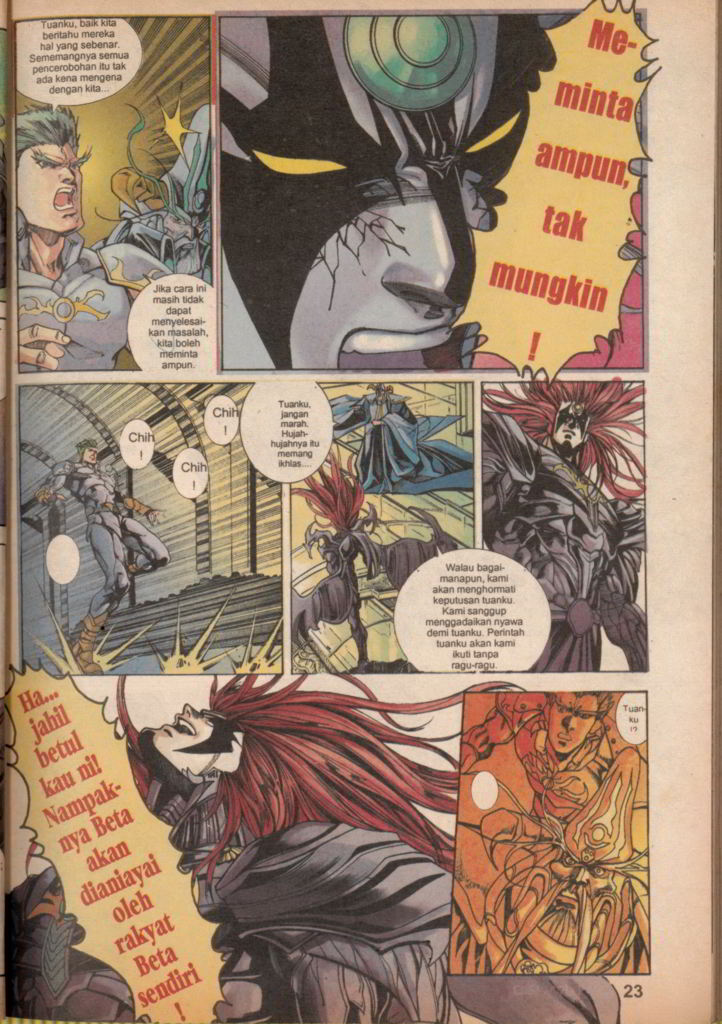 Tuanku, baik kita
beritahu mereka
hal yang sebenar.
Sememangnya semua
pencerobohan itu tak
ada kena mengena
dengan kita...
Jika cara ini
masih tidak
dapat
menyelesai-
kan masalah,
kita boleh
meminta
ampun.
Me-
minta
ampun,
tak
mungkin
!
Chih
!
Chih
!
Chih
!
Tuanku,
jangan
marah.
Hujah-
hujahnya itu
memang
ikhlas....
Walau bagai-
manapun, kami
akan menghormati
keputusan tuanku.
Kami sanggup
menggadaikan nyawa
demi tuanku. Perintah
tuanku akan kami
ikuti tanpa
ragu-ragu.
Ha...
jahil
betul
kau ni!
Nampak-
nya Beta
akan
dianiayai
oleh
rakyat
Beta
sendiri
!
Tuan-
ku
!?
23